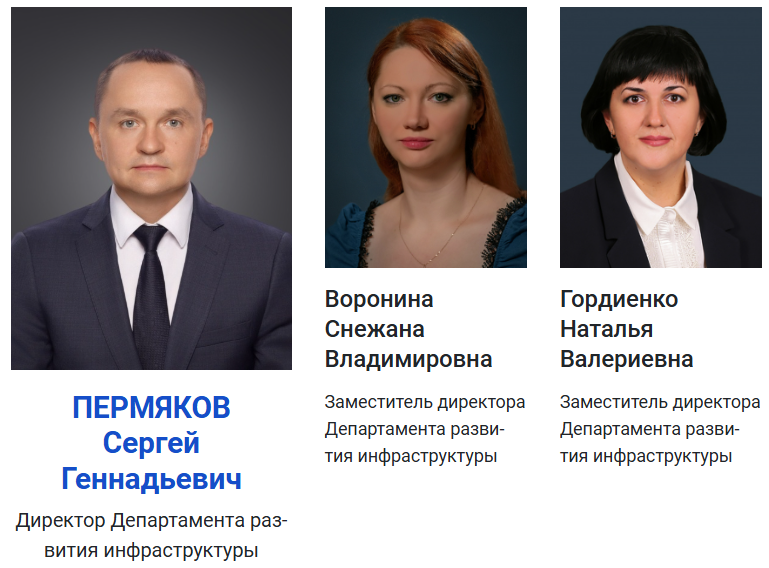 ПЕРМЯКОВ
Сергей
Геннадьевич
Директор Департамента раз-
вития инфраструктуры
Воронина
Снежана
Владимировна
Заместитель директора
Департамента разви-
тия инфраструктуры
Гордиенко
Наталья
Валериевна
Заместитель директора
Департамента разви-
тия инфраструктуры